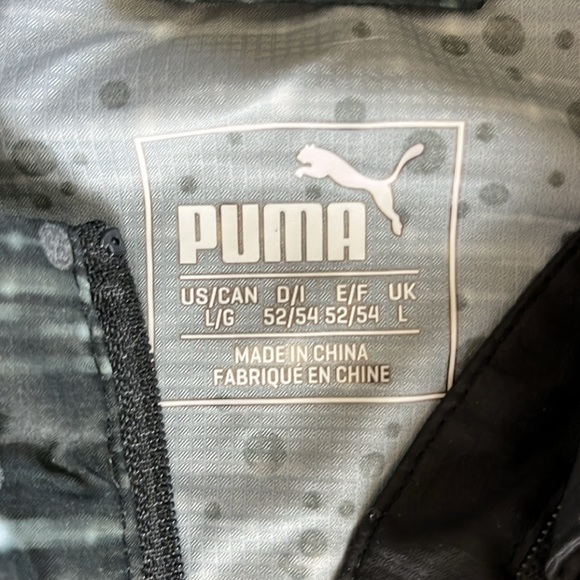 PUMA
US/CAN D/I E/F UK
L/G 52/54 52/54 L
MADE IN CHINA
FABRIQUÉ EN CHINE